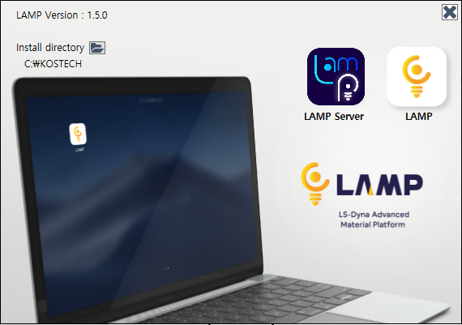 LAMP Version : 1.5.0
Install directory
C:₩KOSTECH
LAMP Server
LAMP
LAMP
LAMP
LS-Dyna Advanced
Material Platform